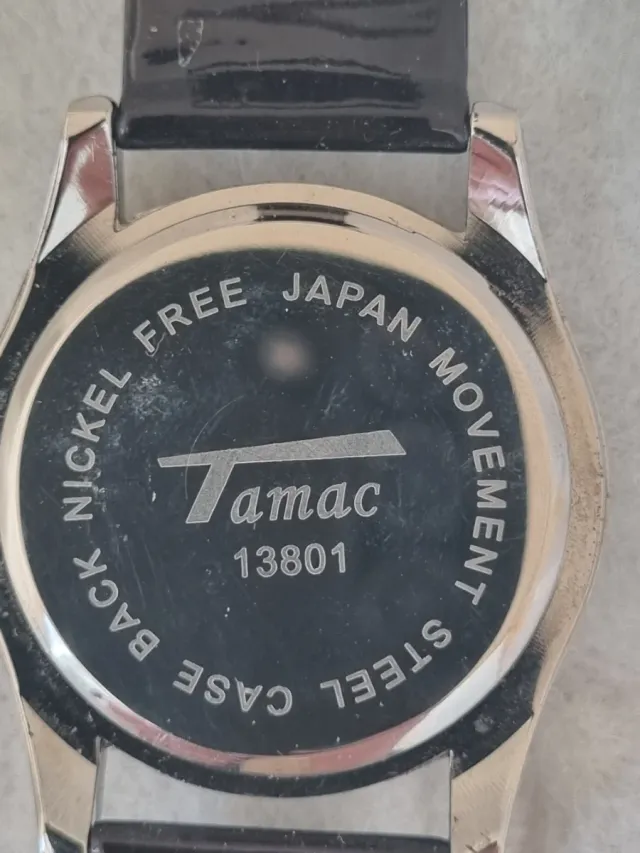 NICKEL FREE JAPAN MOVEMENT STEEL CASE BACK
Tamac
13801